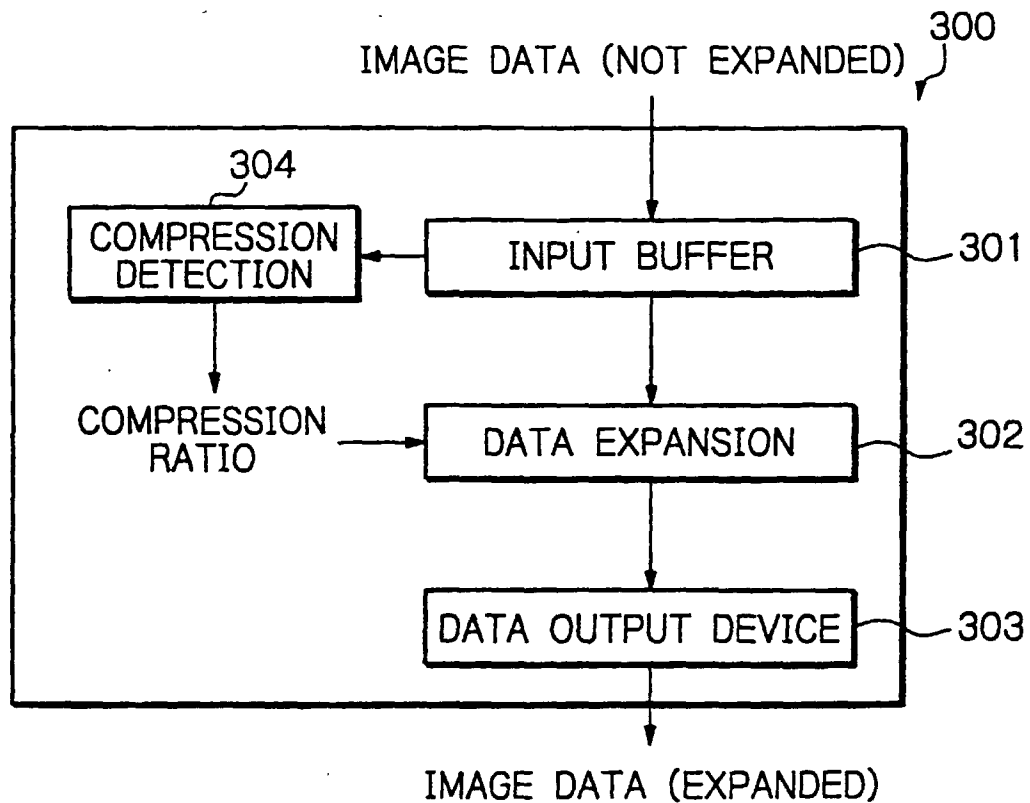 300
IMAGE DATA (NOT EXPANDED)
304
COMPRESSION
DETECTION
INPUT BUFFER
301
COMPRESSION
RATIO
DATA EXPANSION
302
DATA OUTPUT DEVICE
303
IMAGE DATA (EXPANDED)